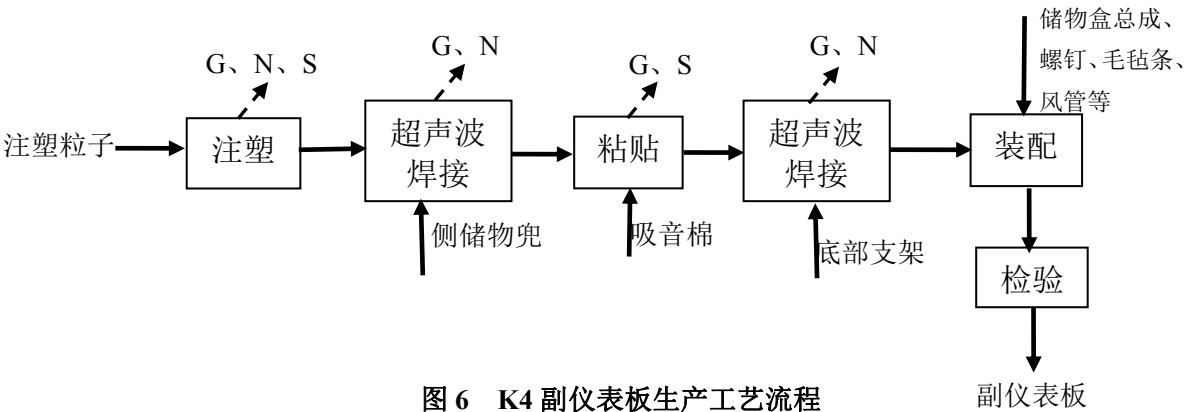 储物盒总成、
螺钉、毛毡条、
风管等
G、N、S
G、N
G、S
G、N
注塑粒子
注塑
超声波
焊接
粘贴
超声波
焊接
装配
侧储物兜
吸音棉
底部支架
检验
副仪表板
图 6 K4 副仪表板生产工艺流程